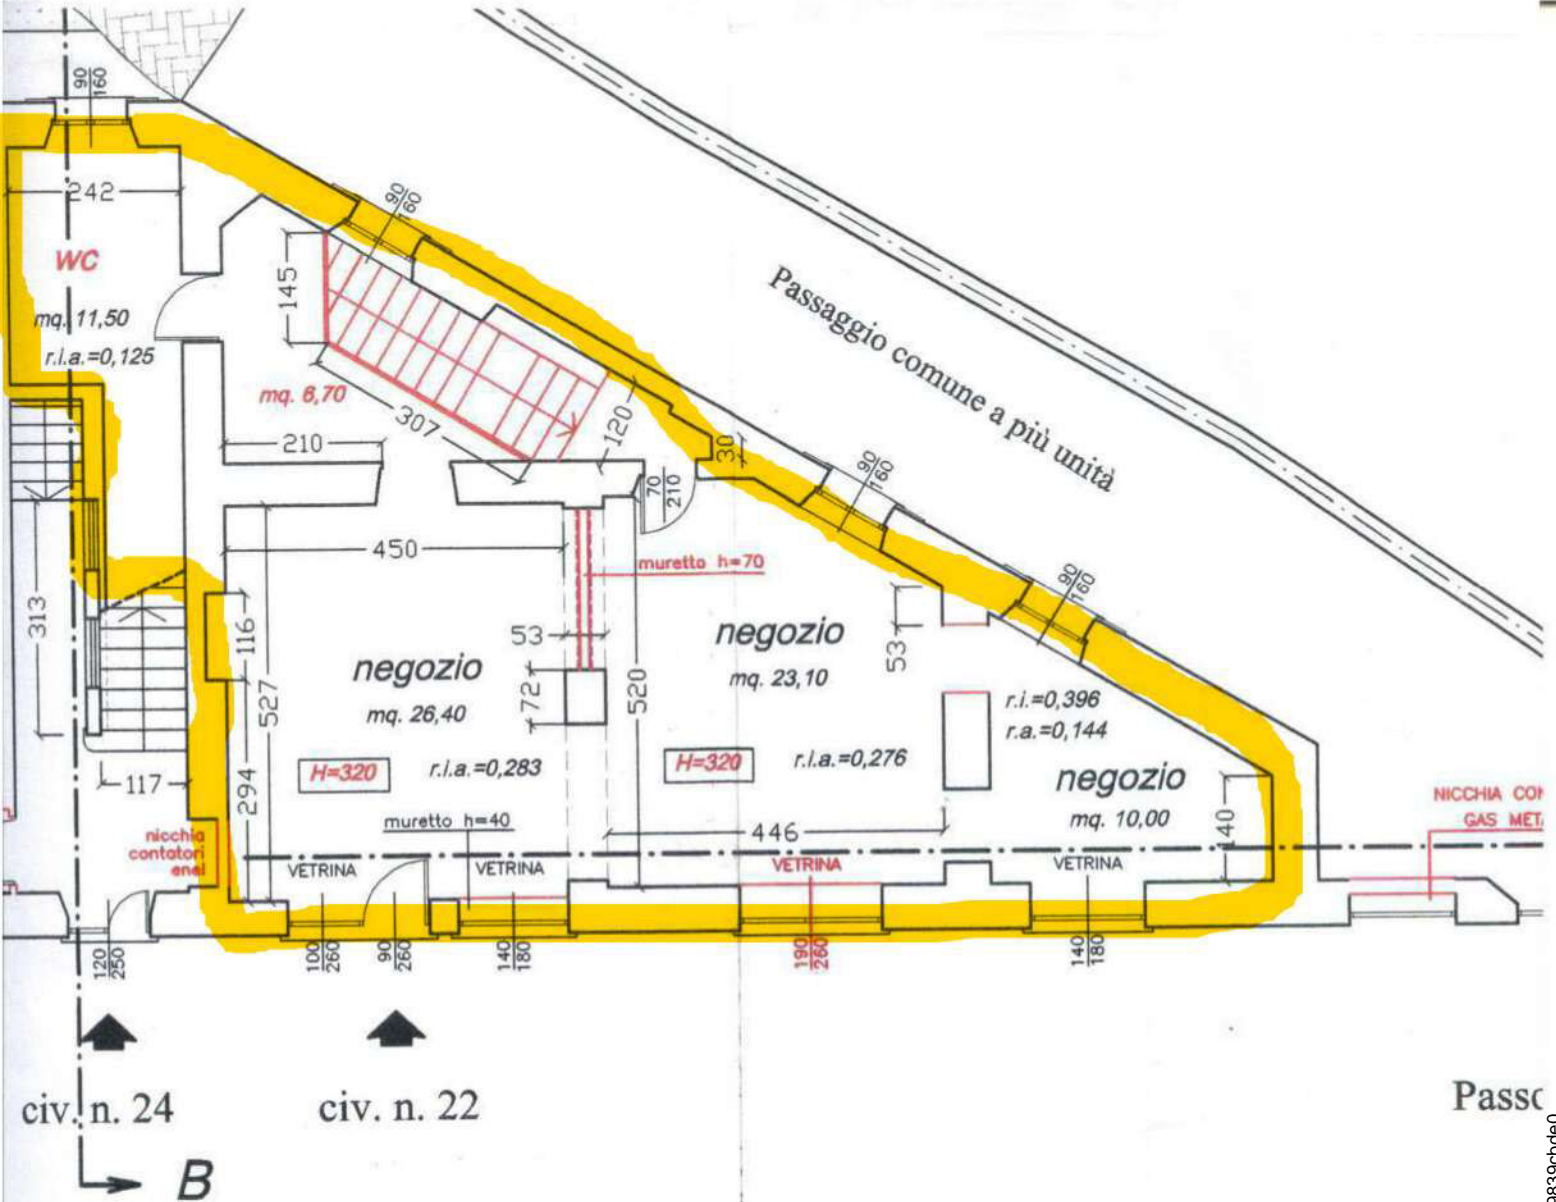 90
160
242
WC
mq. 11,50
r.i.a.=0,125
90
160
145
mq. 6,70
307
120
210
30
Passaggio comune a più unità
90
160
70
210
450
muretto h=70
90
160
313
116
53
negozio
mq. 26,40
72
527
520
negozio
mq. 23,10
53
r.i.=0,396
r.a.=0,144
H=320
r.i.a.=0,283
H=320
r.i.a.=0,276
negozio
mq. 10,00
117
294
muretto h=40
446
140
NICCHIA CON
GAS META
nicchia
contatori
enel
VETRINA
VETRINA
VETRINA
VETRINA
120
250
100
260
90
260
140
180
190
260
140
180
civ. n. 24
civ. n. 22
Passo
B